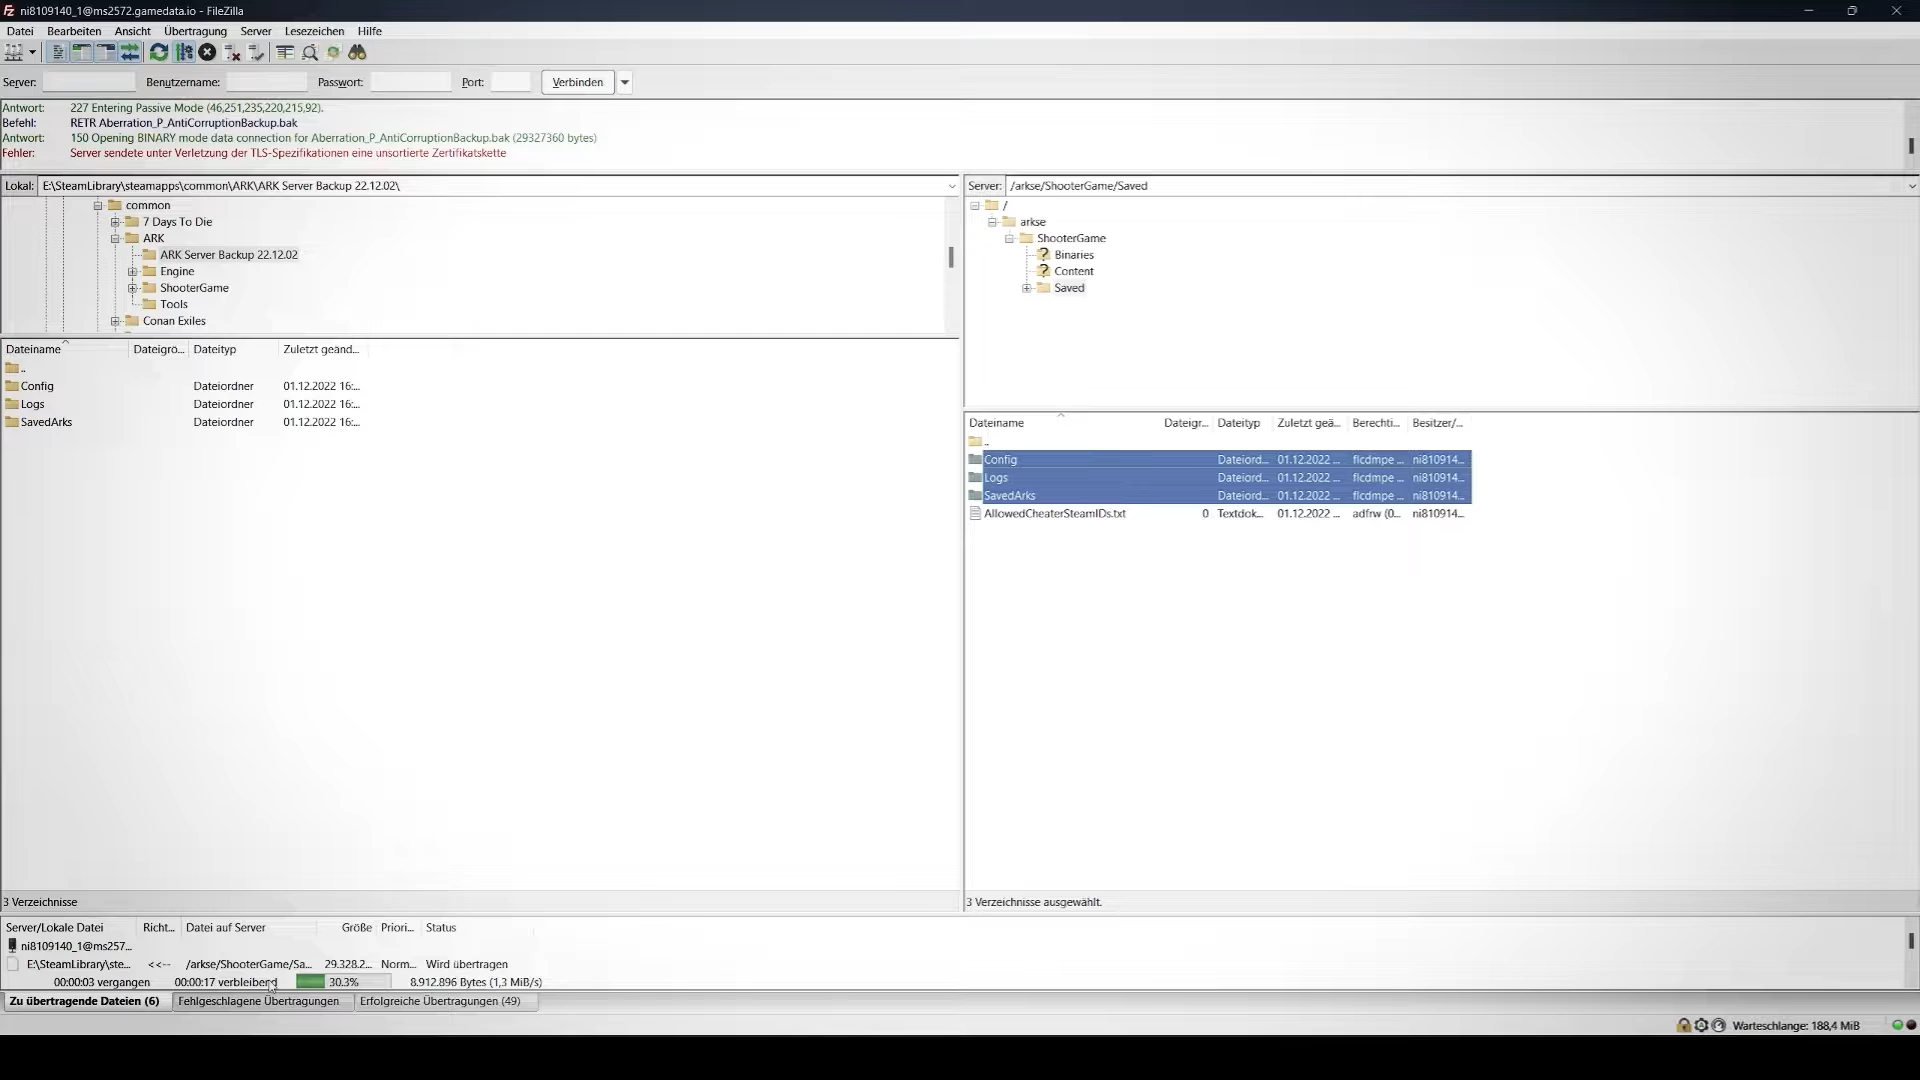 ni8109140_1@ms2572.gamedata.io - FileZilla
Datei Bearbeiten Ansicht Übertragung Server Lesezeichen Hilfe
Server: Benutzername: Passwort: Port: Verbinden
Antwort: 227 Entering Passive Mode (46,251,235,220,215,92).
Befehl: RETR Aberration_P_AntiCorruptionBackup.bak
Antwort: 150 Opening BINARY mode data connection for Aberration_P_AntiCorruptionBackup.bak (29327360 bytes)
Fehler: Server sendete unter Verletzung der TLS-Spezifikationen eine unsortierte Zertifikatskette
Lokal: E:\SteamLibrary\steamapps\common\ARK\ARK Server Backup 22.12.02\
common
7 Days To Die
ARK
ARK Server Backup 22.12.02
Engine
ShooterGame
Tools
Conan Exiles
Dateiname Dateigrö... Dateityp Zuletzt geänd...
..
Config Dateiordner 01.12.2022 16:...
Logs Dateiordner 01.12.2022 16:...
SavedArks Dateiordner 01.12.2022 16:...
3 Verzeichnisse
Server: /arkse/ShooterGame/Saved
/
arkse
ShooterGame
Binaries
Content
Saved
Dateiname Dateigr... Dateityp Zuletzt geä... Berechti... Besitzer/...
..
Config Dateiord... 01.12.2022 ... flcdmpe ... ni810914...
Logs Dateiord... 01.12.2022 ... flcdmpe ... ni810914...
SavedArks Dateiord... 01.12.2022 ... flcdmpe ... ni810914...
AllowedCheaterSteamIDs.txt 0 Textdok... 01.12.2022 ... adfrw (0... ni810914...
3 Verzeichnisse ausgewählt.
Server/Lokale Datei Richt... Datei auf Server Größe Priori... Status
ni8109140_1@ms257...
E:\SteamLibrary\ste... <<-- /arkse/ShooterGame/Sa... 29.328.2... Norm... Wird übertragen
00:00:03 vergangen 00:00:17 verbleibend 30.3% 8.912.896 Bytes (1,3 MiB/s)
Zu übertragende Dateien (6) Fehlgeschlagene Übertragungen Erfolgreiche Übertragungen (49)
Warteschlange: 188,4 MiB